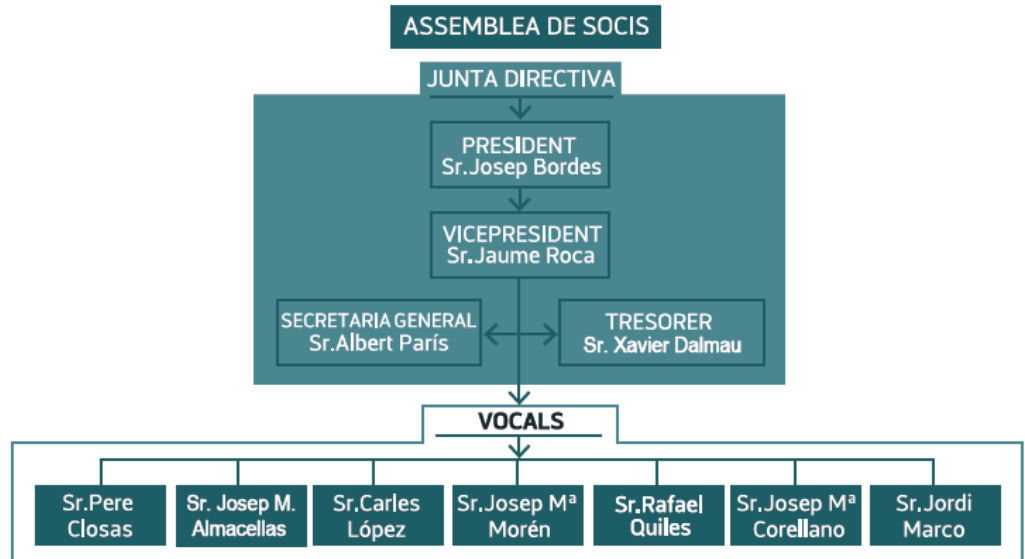 ASSEMBLEA DE SOCIS
JUNTA DIRECTIVA
PRESIDENT
Sr.Josep Bordes
VICEPRESIDENT
Sr.Jaume Roca
SECRETARIA GENERAL
Sr.Albert París
TRESORER
Sr. Xavier Dalmau
VOCALS
Sr.Pere
Closas
Sr. Josep M.
Almacellas
Sr.Carles
López
Sr.Josep Mª
Morén
Sr.Rafael
Quiles
Sr.Josep Mª
Corellano
Sr.Jordi
Marco